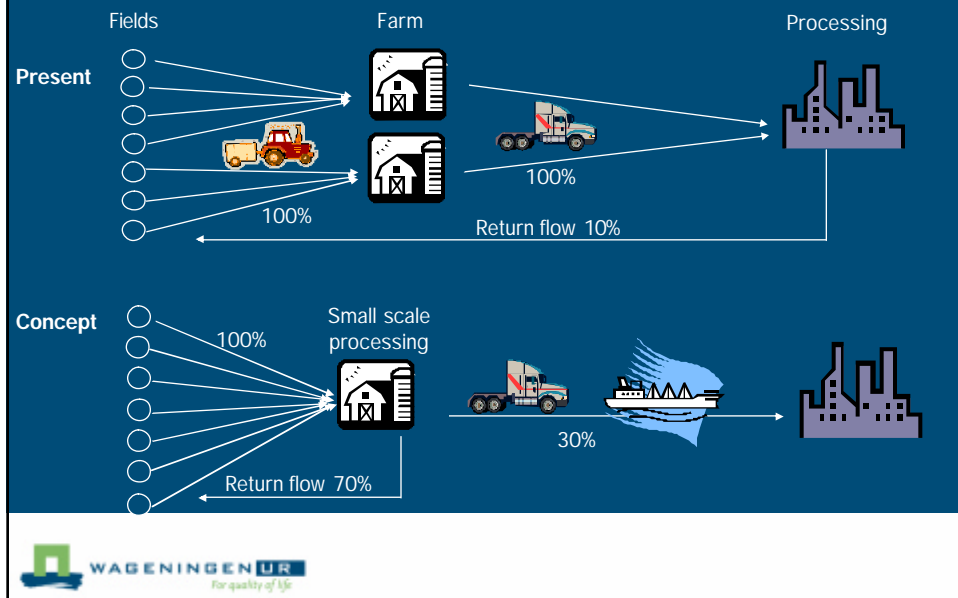 Fields
Farm
Processing
Present
100%
100%
Return flow 10%
Concept
Small scale
processing
100%
30%
Return flow 70%
WAGENINGEN UR
For quality of life